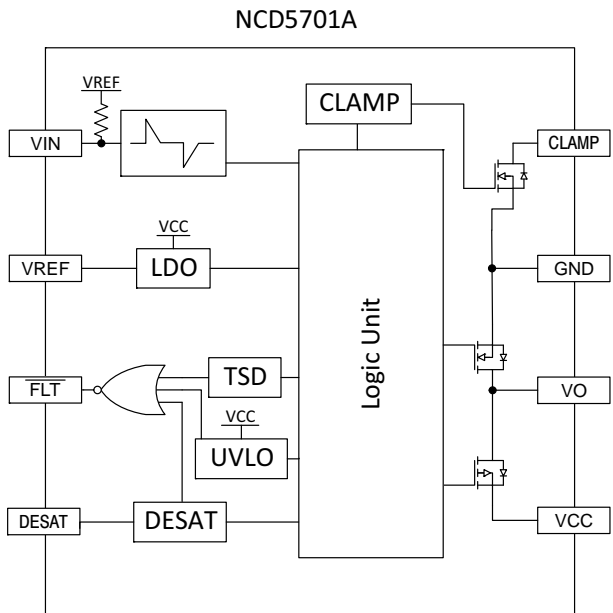 NCD5701A
VREF
CLAMP
VIN
CLAMP
VCC
VREF
LDO
GND
Logic Unit
FLT
TSD
VO
VCC
UVLO
DESAT
DESAT
VCC